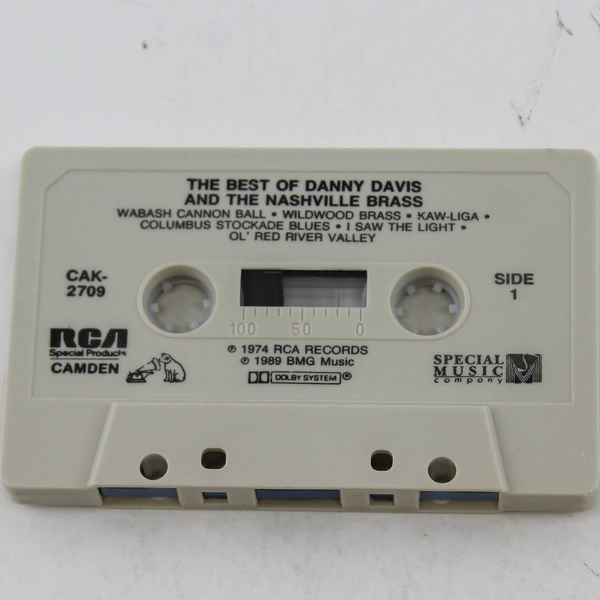 THE BEST OF DANNY DAVIS
AND THE NASHVILLE BRASS
WABASH CANNON BALL • WILDWOOD BRASS • KAW-LIGA •
COLUMBUS STOCKADE BLUES • I SAW THE LIGHT •
OL' RED RIVER VALLEY
CAK-
2709
SIDE
1
100 50 0
RCA
Special Products
CAMDEN
℗ 1974 RCA RECORDS
℗ 1989 BMG Music
DOLBY SYSTEM ®
SPECIAL
MUSIC
company